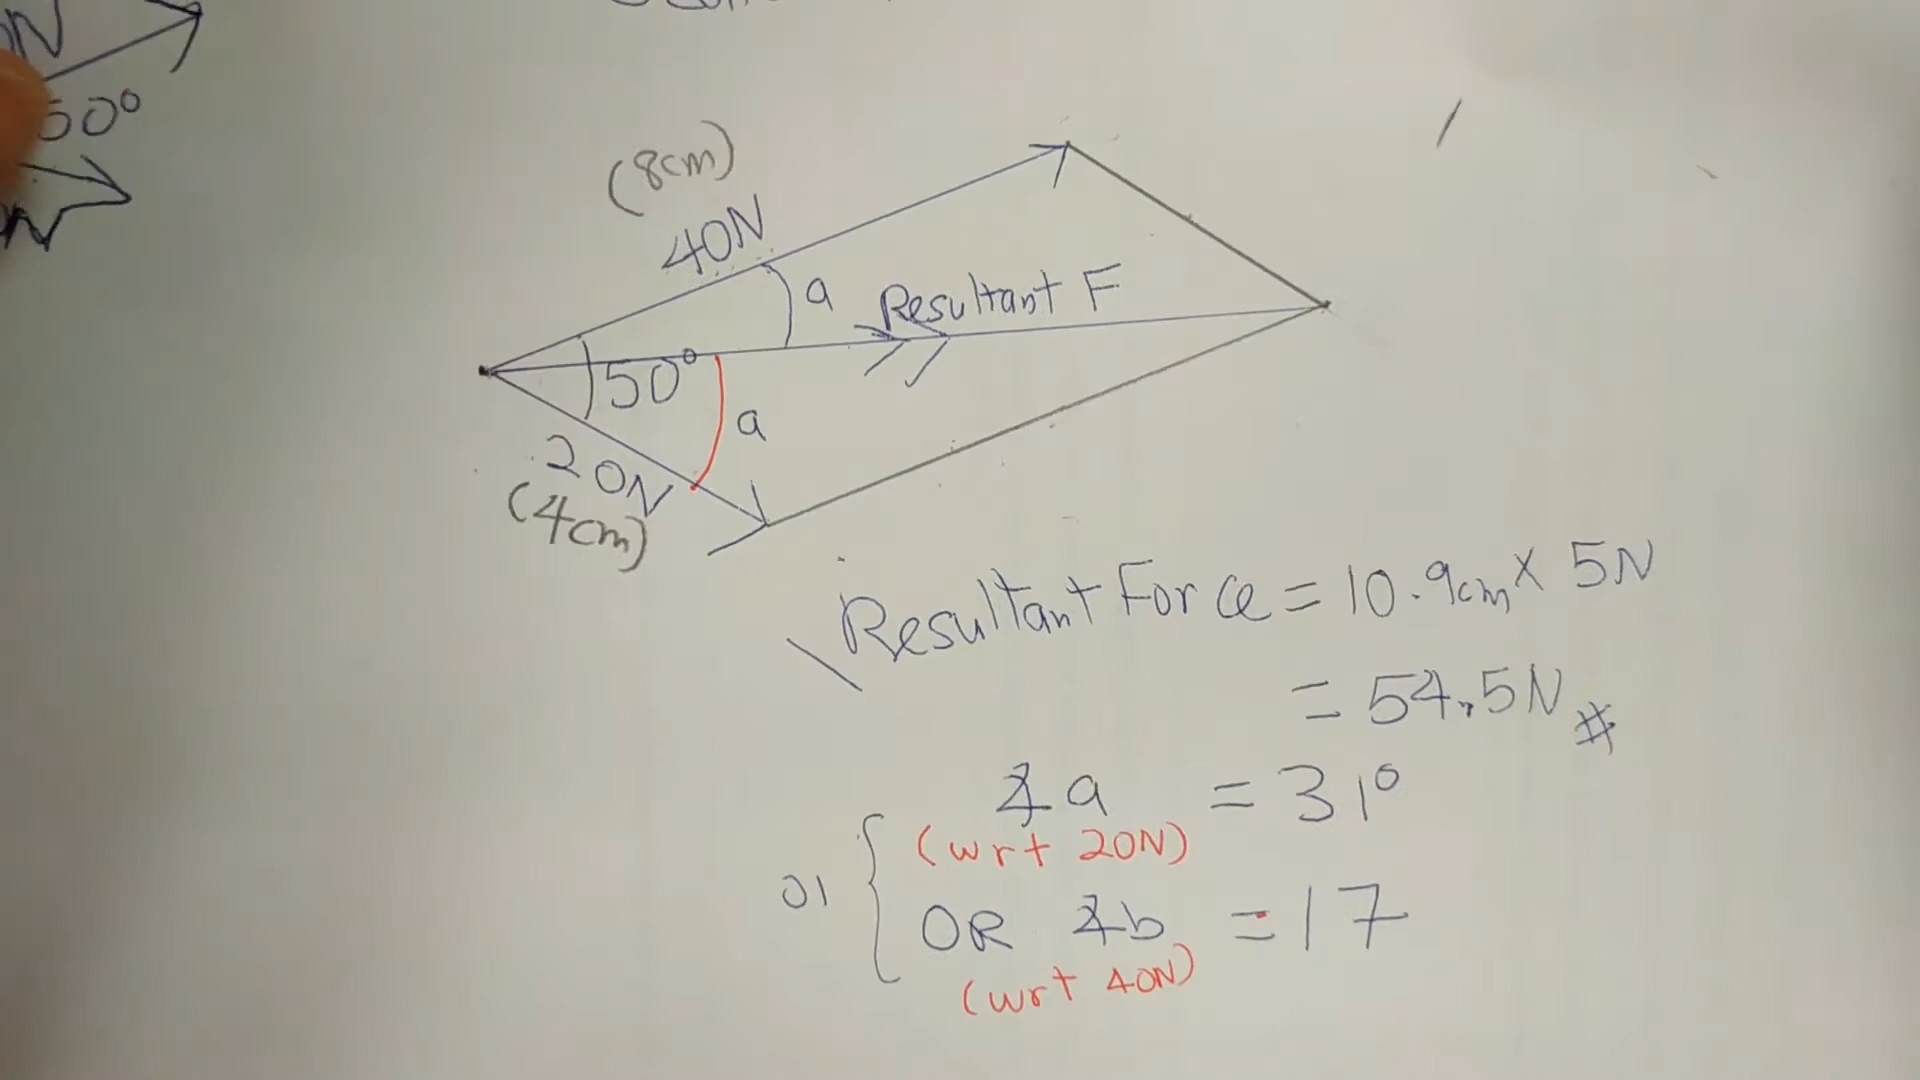 50°
(8cm)
40N
a
Resultant F
50°
a
20N
(4cm)
Resultant Force = 10.9cm × 5N
= 54.5N #
∡a = 31°
(wrt 20N)
OR ∡b = 17
(wrt 40N)